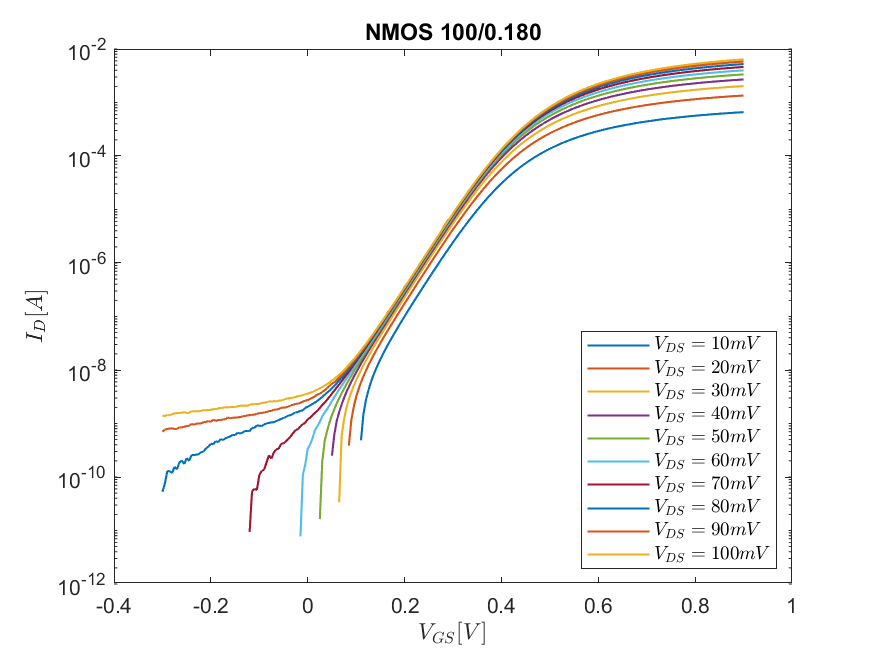 NMOS 100/0.180
I_D[A]
10^-2
10^-4
10^-6
10^-8
10^-10
10^-12
-0.4 -0.2 0 0.2 0.4 0.6 0.8 1
V_GS[V]
V_DS = 10mV
V_DS = 20mV
V_DS = 30mV
V_DS = 40mV
V_DS = 50mV
V_DS = 60mV
V_DS = 70mV
V_DS = 80mV
V_DS = 90mV
V_DS = 100mV